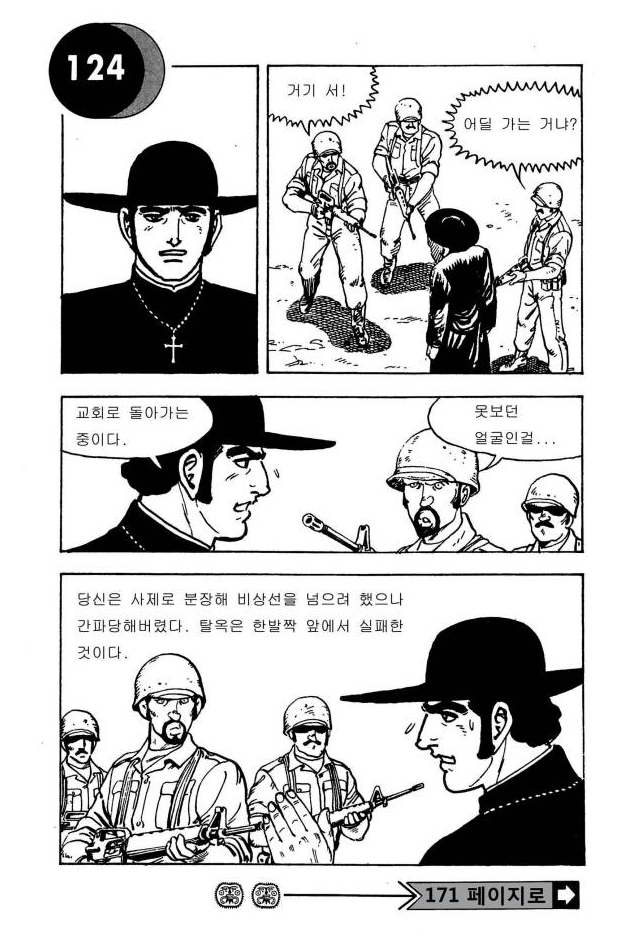 124
거기 서!
어딜 가는 거냐?
교회로 돌아가는
중이다.
못보던
얼굴인걸...
당신은 사제로 분장해 비상선을 넘으려 했으나
간파당해버렸다. 탈옥은 한발짝 앞에서 실패한
것이다.
171 페이지로